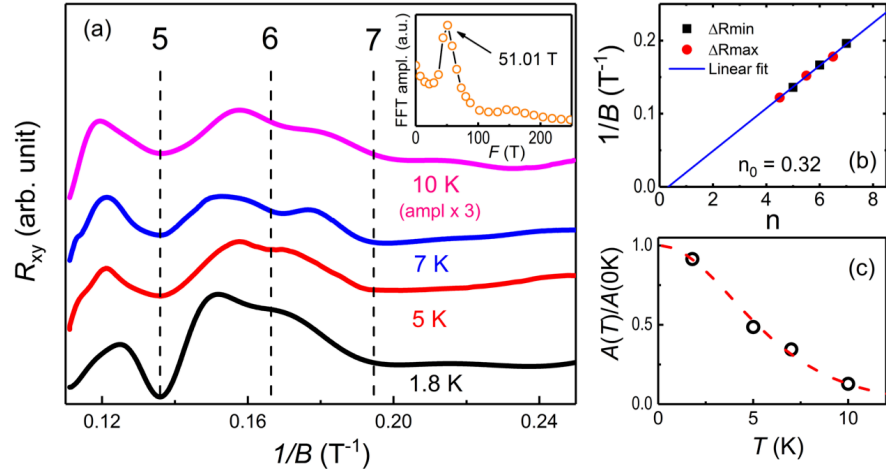 (a)
5
6
7
FFT ampl. (a.u.)
51.01 T
0
100
200
F (T)
10 K
(ampl x 3)
7 K
5 K
1.8 K
R_xy (arb. unit)
0.12
0.16
0.20
0.24
1/B (T⁻¹)
ΔRmin
ΔRmax
Linear fit
1/B (T⁻¹)
0.2
0.1
0.0
n₀ = 0.32
(b)
0
2
4
6
8
n
(c)
A(T)/A(0K)
1.0
0.5
0.0
0
5
10
T (K)